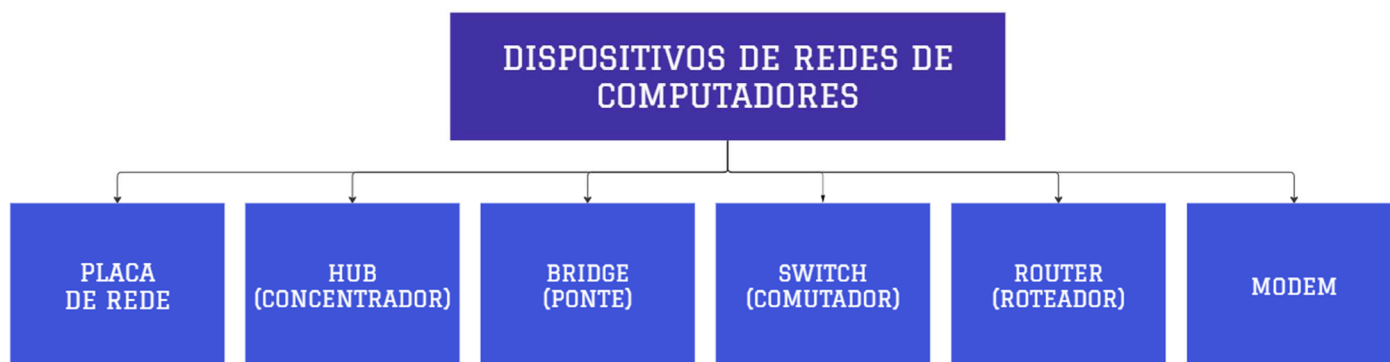 DISPOSITIVOS DE REDES DE
COMPUTADORES
PLACA
DE REDE
HUB
(CONCENTRADOR)
BRIDGE
(PONTE)
SWITCH
(COMUTADOR)
ROUTER
(ROTEADOR)
MODEM